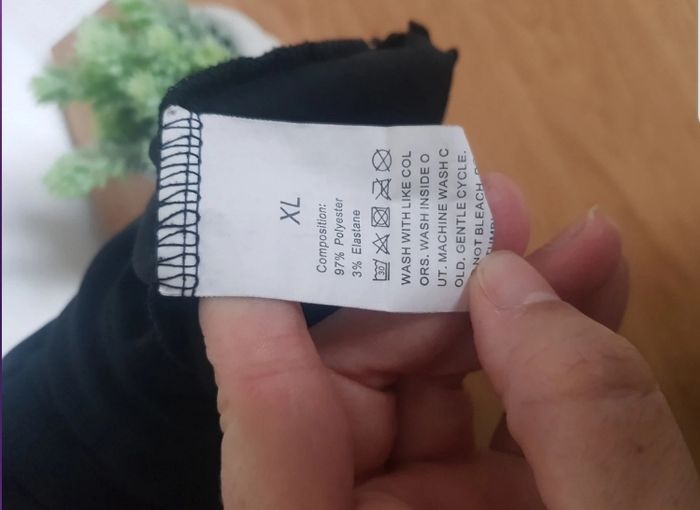 XL
Composition:
97% Polyester
3% Elastane
30
WASH WITH LIKE COL
ORS. WASH INSIDE O
UT. MACHINE WASH C
OLD. GENTLE CYCLE.
NOT BLEACH.